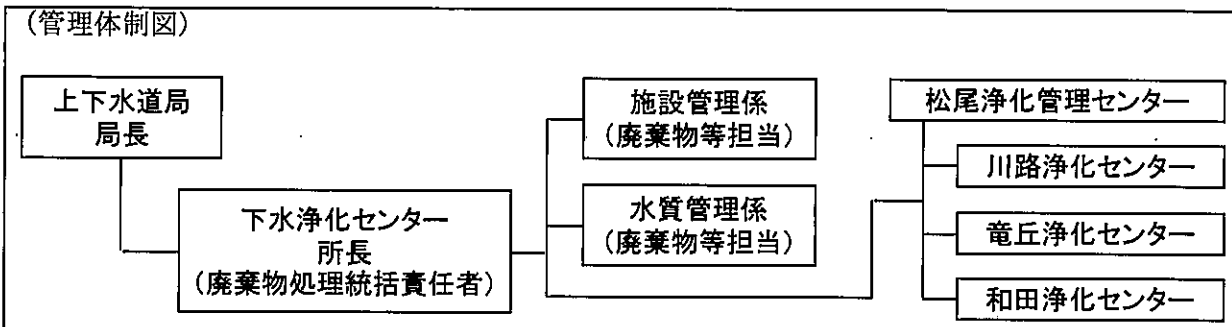 (管理体制図)
上下水道局
局長
下水浄化センター
所長
(廃棄物処理統括責任者)
施設管理係
(廃棄物等担当)
水質管理係
(廃棄物等担当)
松尾浄化管理センター
川路浄化センター
竜丘浄化センター
和田浄化センター